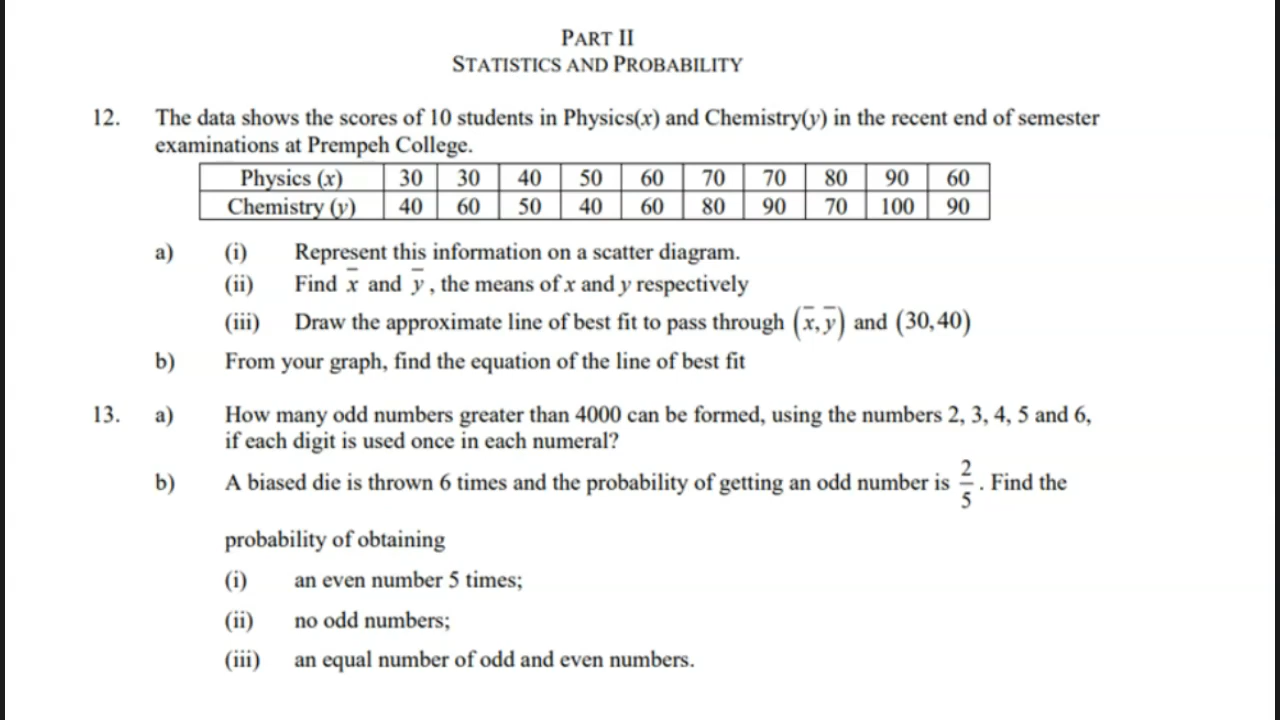 PART II
STATISTICS AND PROBABILITY
12. The data shows the scores of 10 students in Physics(x) and Chemistry(y) in the recent end of semester
examinations at Prempeh College.
Physics (x) 30 30 40 50 60 70 70 80 90 60
Chemistry (y) 40 60 50 40 60 80 90 70 100 90
a) (i) Represent this information on a scatter diagram.
(ii) Find x̄ and ȳ, the means of x and y respectively
(iii) Draw the approximate line of best fit to pass through (x̄, ȳ) and (30,40)
b) From your graph, find the equation of the line of best fit
13. a) How many odd numbers greater than 4000 can be formed, using the numbers 2, 3, 4, 5 and 6,
if each digit is used once in each numeral?
b) A biased die is thrown 6 times and the probability of getting an odd number is 2/5. Find the
probability of obtaining
(i) an even number 5 times;
(ii) no odd numbers;
(iii) an equal number of odd and even numbers.